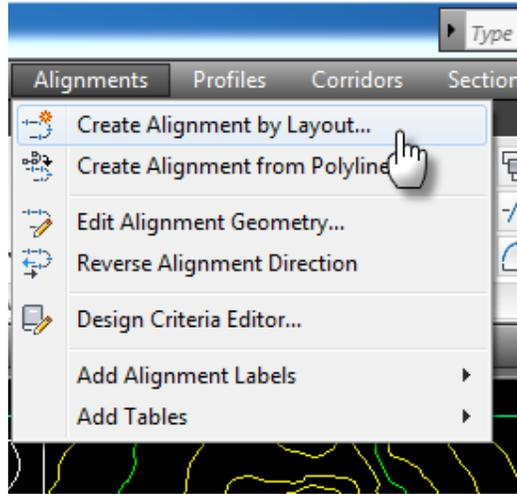 Type
Alignments Profiles Corridors Section
Create Alignment by Layout...
Create Alignment from Polyline
Edit Alignment Geometry...
Reverse Alignment Direction
Design Criteria Editor...
Add Alignment Labels
Add Tables